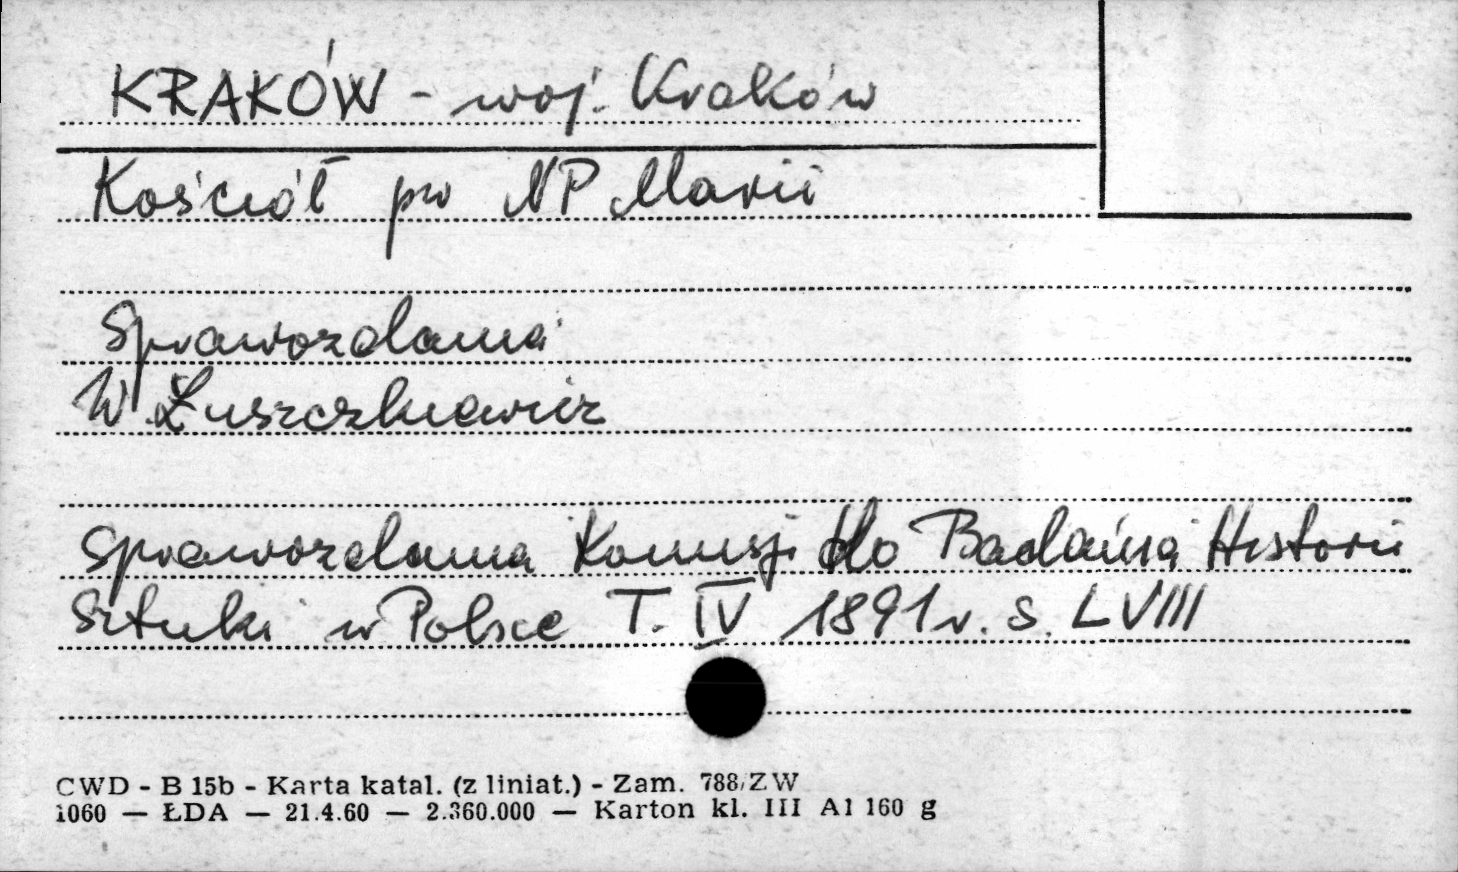 KRAKÓW - woj. Kraków
Kościół pw NP Marii
Sprawozdania
W. Łuszczkiewicz
Sprawozdania Komisji do Badania Historii
Sztuki w Polsce T. IV 1891 r. s. LVIII
CWD - B 15b - Karta katal. (z liniat.) - Zam. 788/ZW
1060 — ŁDA — 21.4.60 — 2.360.000 — Karton kl. III A1 160 g